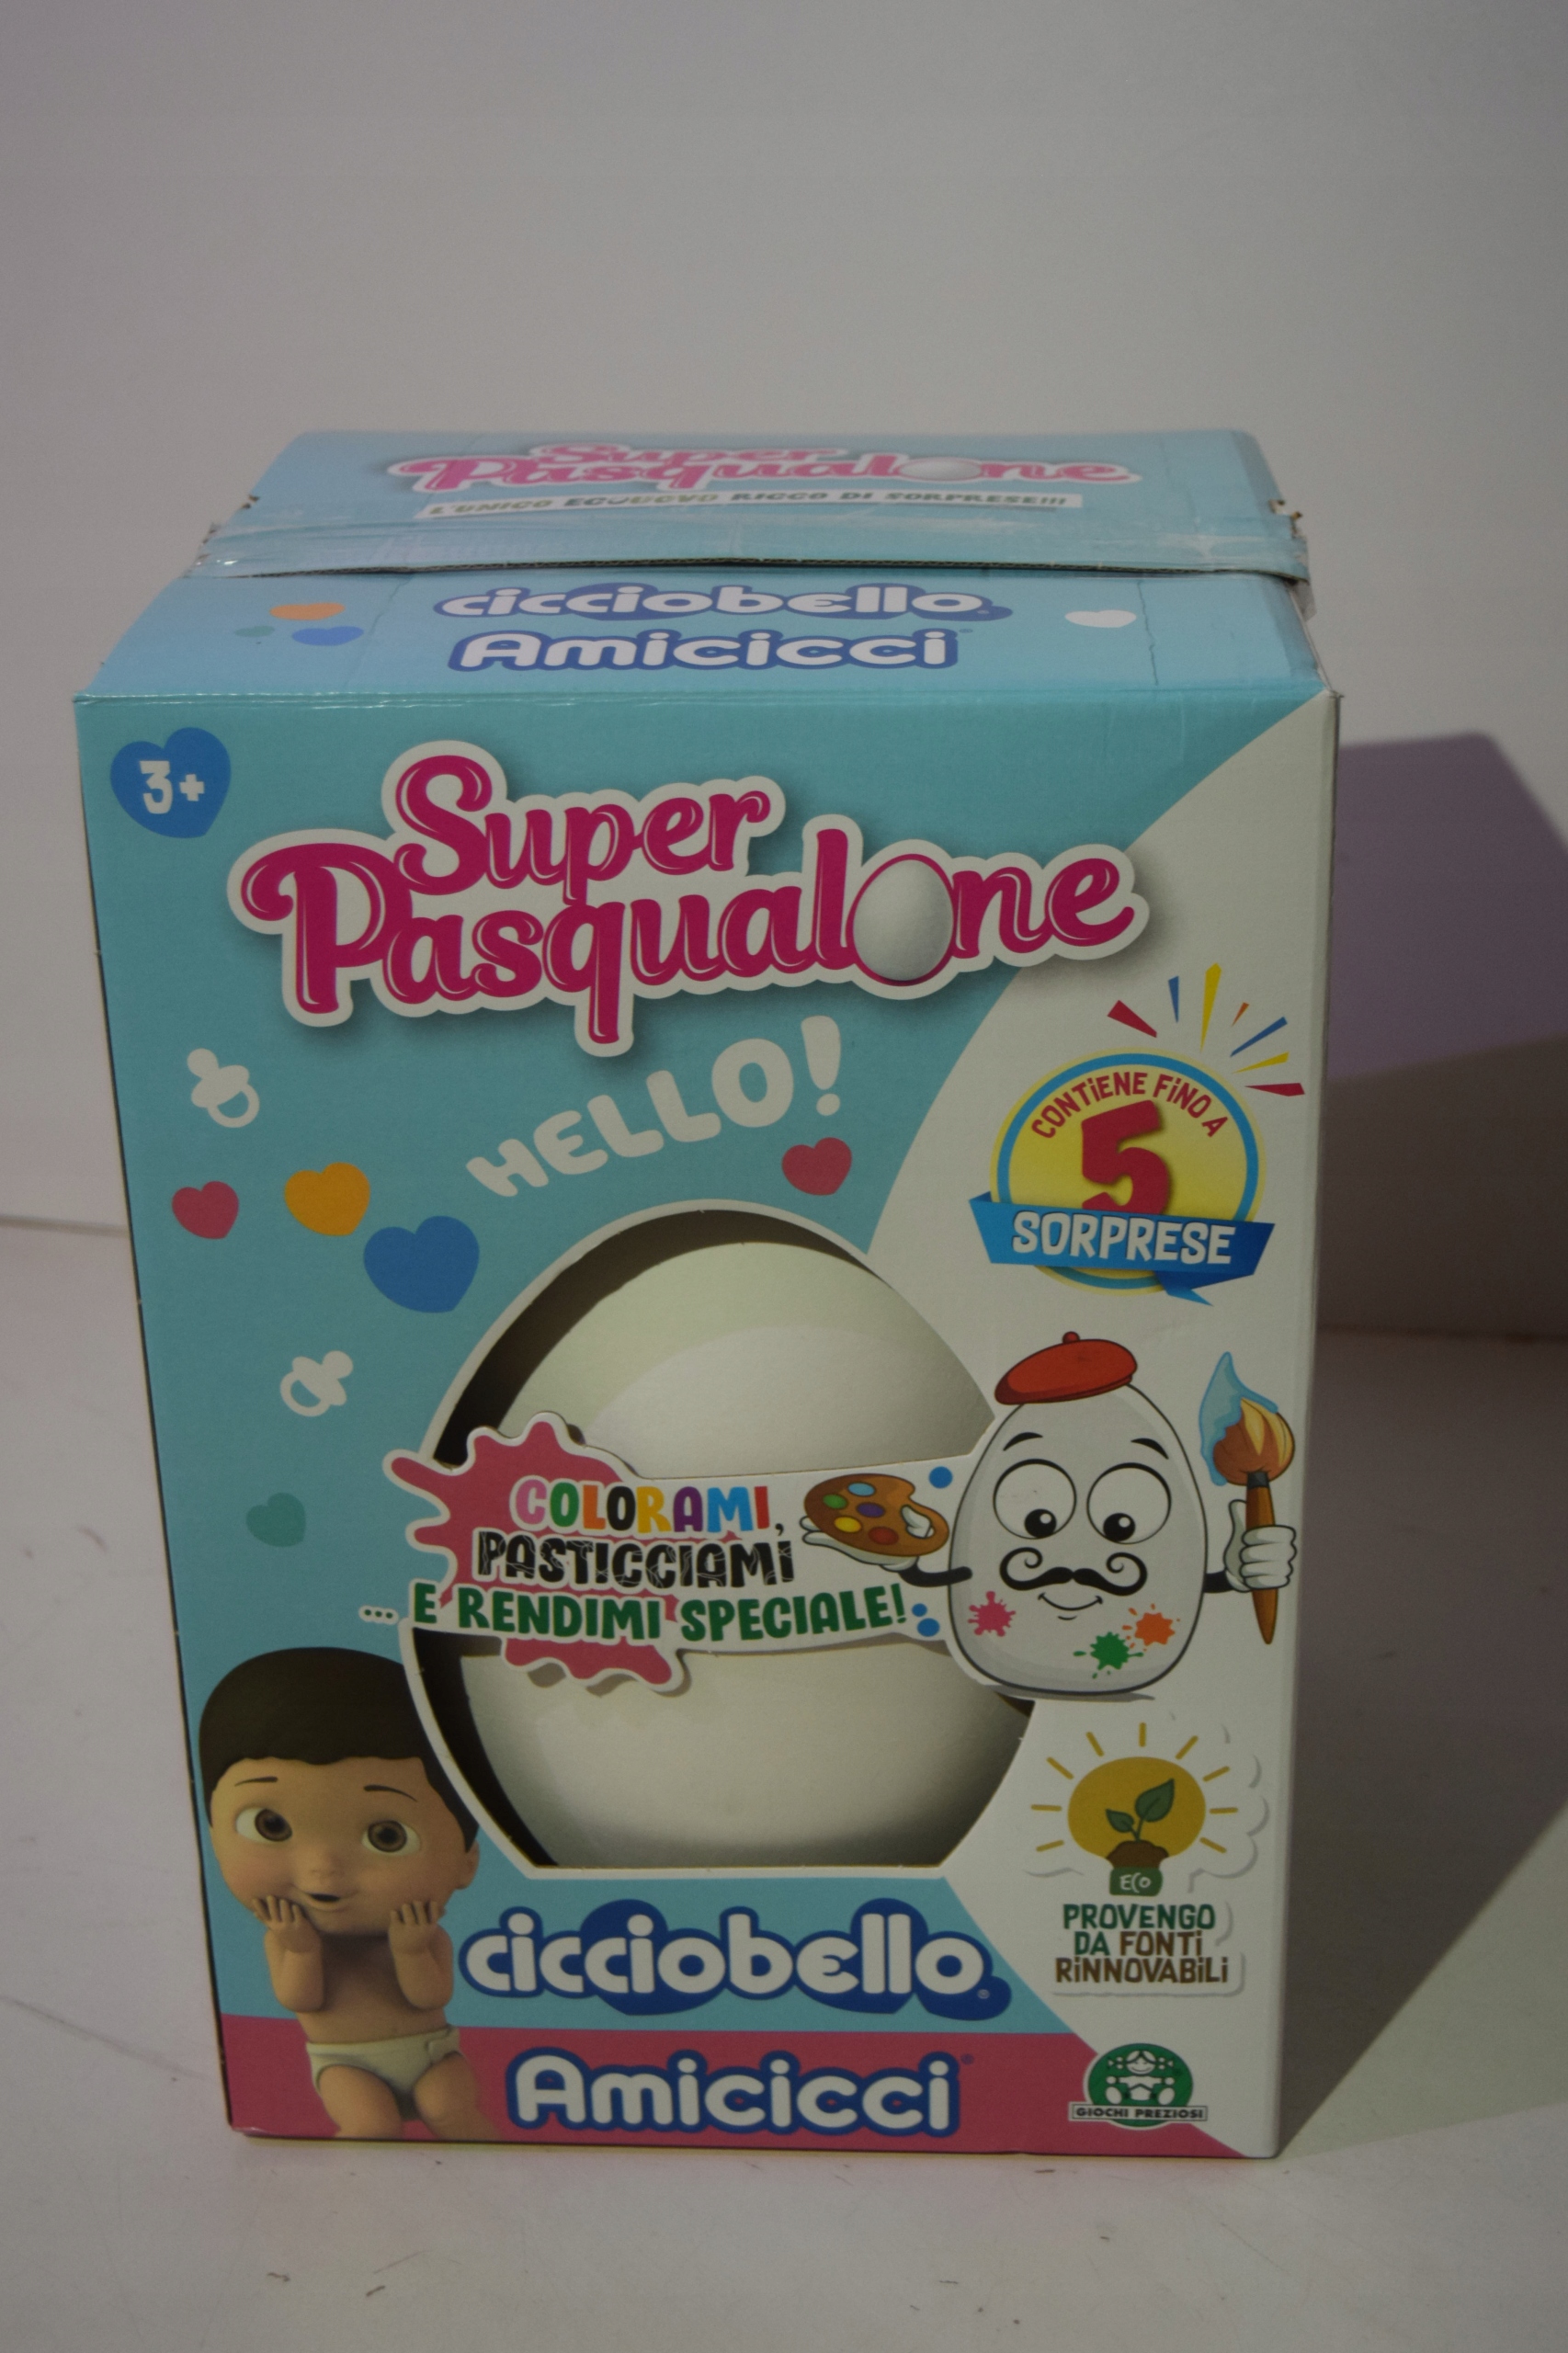 Super
Pasqualone
L'UNICO ECOUOVO RICCO DI SORPRESE!!!
cicciobello®
Amicicci®
3+
Super
Pasqualone
HELLO!
CONTIENE FINO A
5
SORPRESE
COLORAMI,
PASTICCIAMI
... E RENDIMI SPECIALE!
ECO
PROVENGO
DA FONTI
RINNOVABILI
cicciobello®
Amicicci®
GIOCHI PREZIOSI